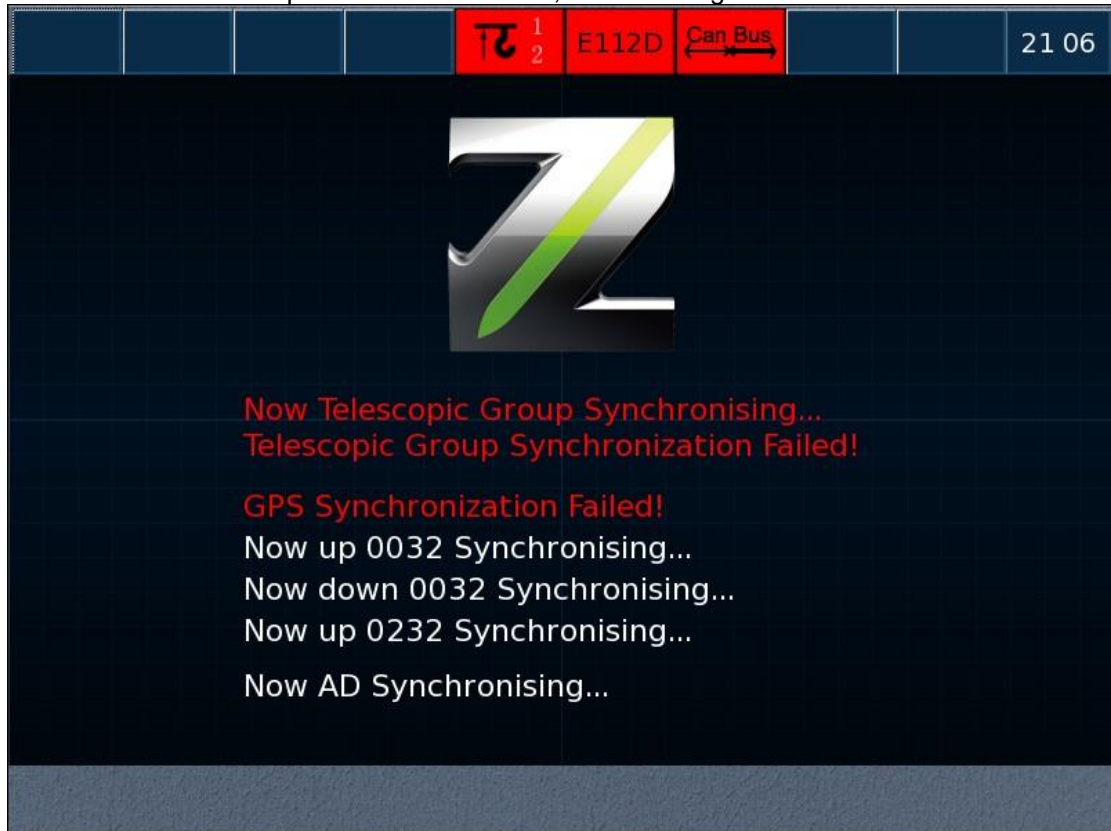 1
2
E112D
Can Bus
21 06
Now Telescopic Group Synchronising...
Telescopic Group Synchronization Failed!
GPS Synchronization Failed!
Now up 0032 Synchronising...
Now down 0032 Synchronising...
Now up 0232 Synchronising...
Now AD Synchronising...